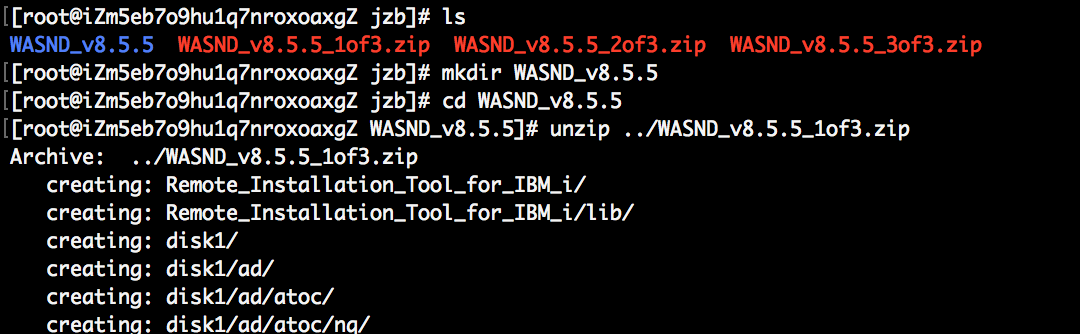 [root@iZm5eb7o9hu1q7nroxoaxgZ jzb]# ls
WASND_v8.5.5  WASND_v8.5.5_1of3.zip  WASND_v8.5.5_2of3.zip  WASND_v8.5.5_3of3.zip
[root@iZm5eb7o9hu1q7nroxoaxgZ jzb]# mkdir WASND_v8.5.5
[root@iZm5eb7o9hu1q7nroxoaxgZ jzb]# cd WASND_v8.5.5
[root@iZm5eb7o9hu1q7nroxoaxgZ WASND_v8.5.5]# unzip ../WASND_v8.5.5_1of3.zip
Archive:  ../WASND_v8.5.5_1of3.zip
   creating: Remote_Installation_Tool_for_IBM_i/
   creating: Remote_Installation_Tool_for_IBM_i/lib/
   creating: disk1/
   creating: disk1/ad/
   creating: disk1/ad/atoc/
   creating: disk1/ad/atoc/nq/